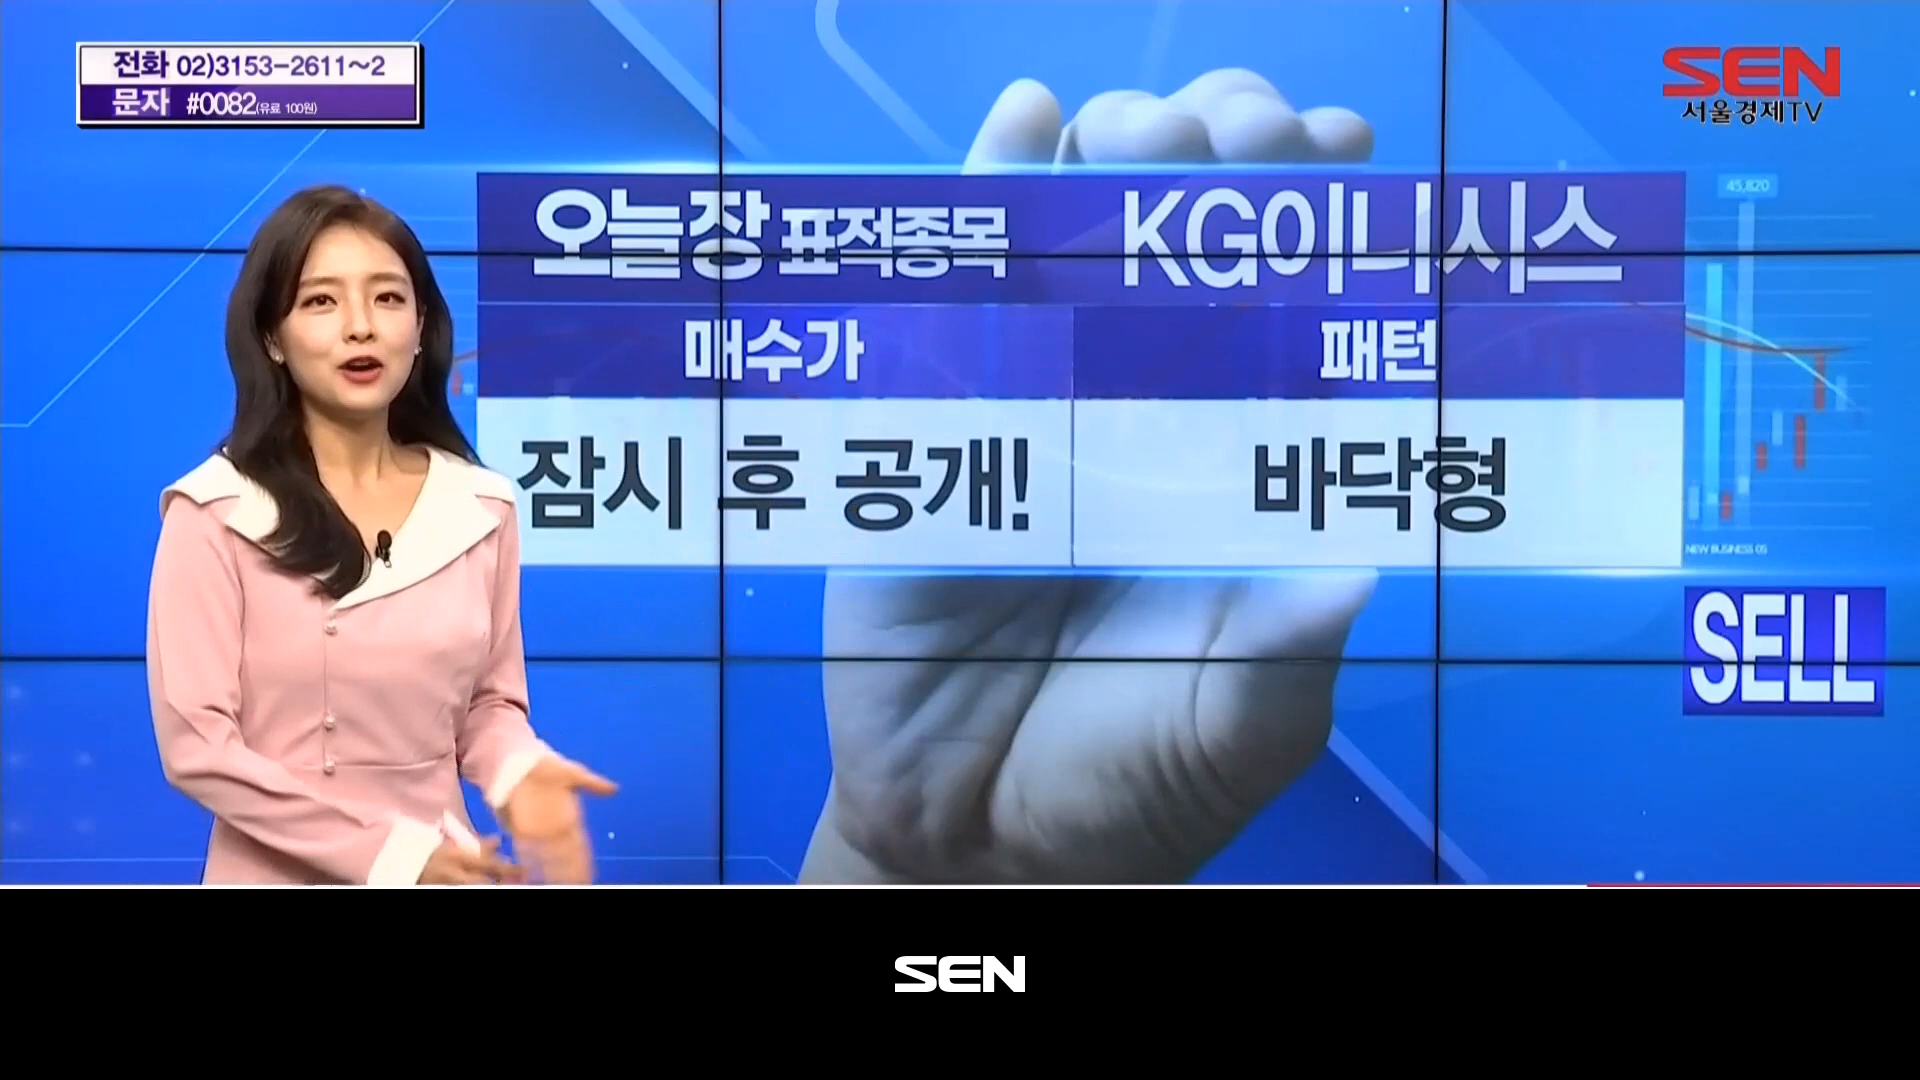 전화 02)3153-2611~2
문자 #0082(유료 100원)
SEN
서울경제TV
오늘장 표적종목 KG이니시스
매수가 패턴
잠시 후 공개! 바닥형
45,820
NEW BUSINESS 05
SELL
SEN